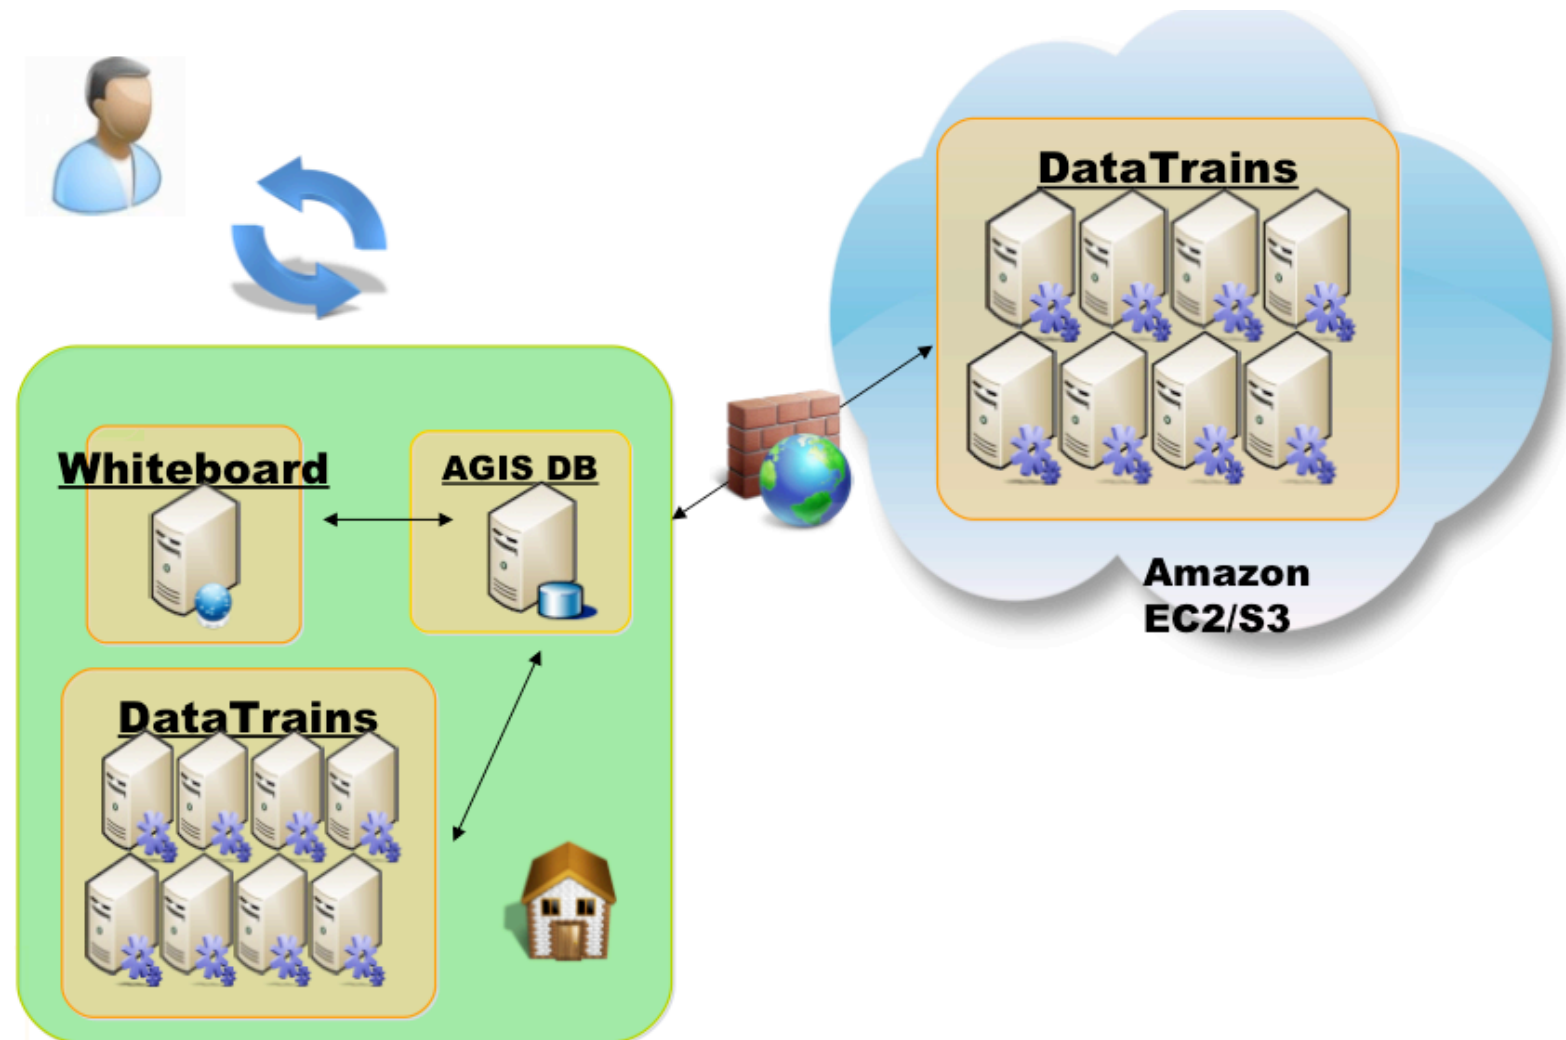 DataTrains
Whiteboard
AGIS DB
Amazon
EC2/S3
DataTrains